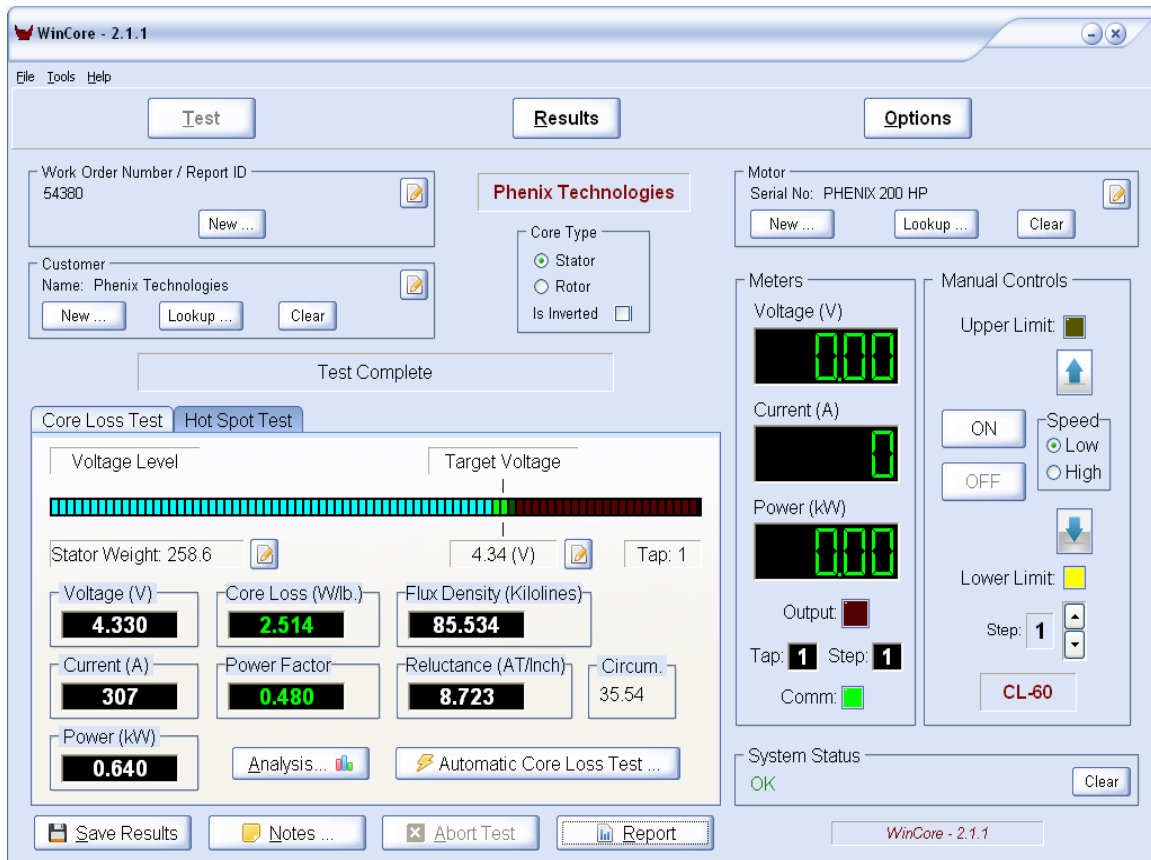 WinCore - 2.1.1
File Tools Help
Test
Results
Options
Work Order Number / Report ID
54380
New ...
Phenix Technologies
Motor
Serial No: PHENIX 200 HP
New ...
Lookup ...
Clear
Customer
Name: Phenix Technologies
New ...
Lookup ...
Clear
Core Type
Stator
Rotor
Is Inverted
Test Complete
Core Loss Test
Hot Spot Test
Voltage Level
Target Voltage
Stator Weight: 258.6
4.34 (V)
Tap: 1
Voltage (V)
4.330
Core Loss (W/lb.)
2.514
Flux Density (Kilolines)
85.534
Current (A)
307
Power Factor
0.480
Reluctance (AT/Inch)
8.723
Circum.
35.54
Power (kW)
0.640
Analysis...
Automatic Core Loss Test ...
Save Results
Notes ...
Abort Test
Report
Meters
Voltage (V)
0.00
Current (A)
0
Power (kW)
0.00
Output:
Tap: 1 Step: 1
Comm:
Manual Controls
Upper Limit:
ON
OFF
Speed
Low
High
Lower Limit:
Step: 1
CL-60
System Status
OK
Clear
WinCore - 2.1.1